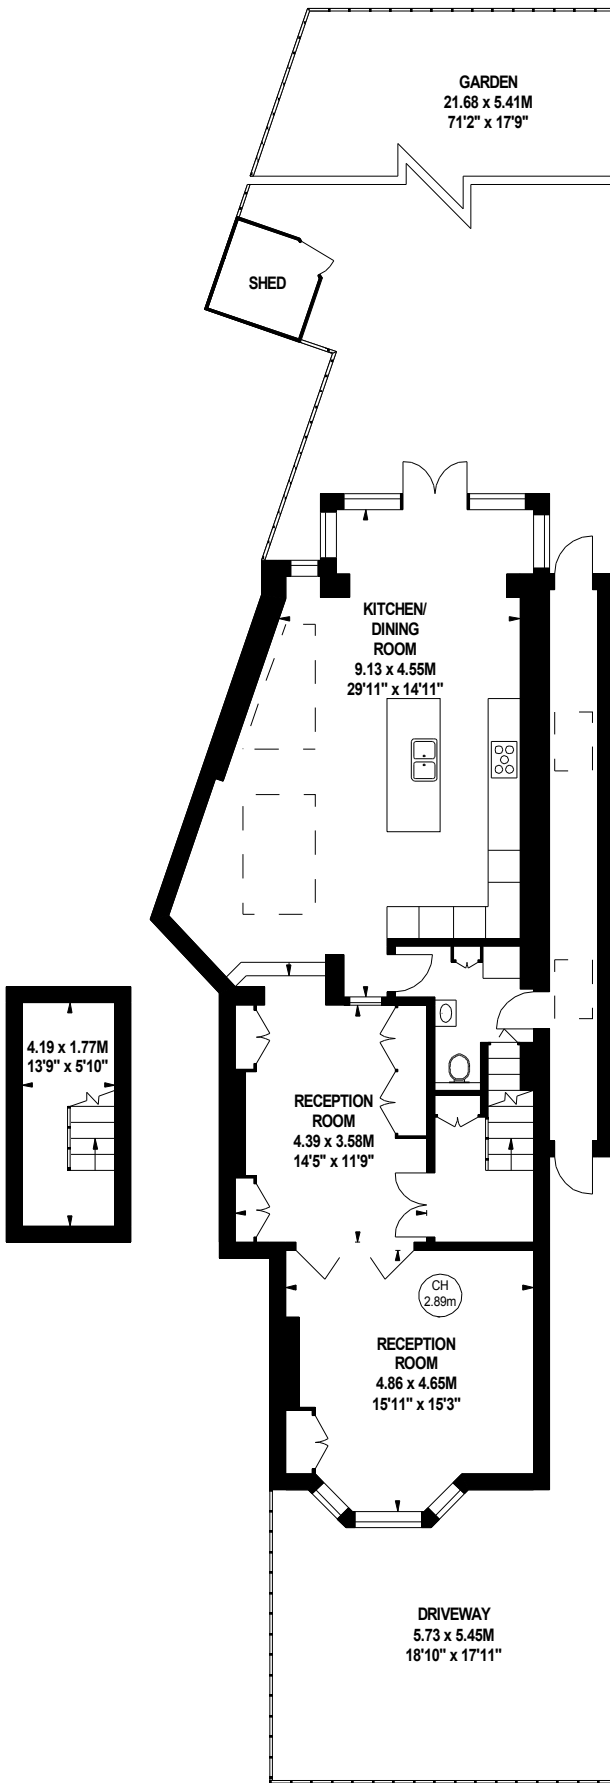 GARDEN
21.68 x 5.41M
71'2" x 17'9"
SHED
KITCHEN/
DINING
ROOM
9.13 x 4.55M
29'11" x 14'11"
4.19 x 1.77M
13'9" x 5'10"
RECEPTION
ROOM
4.39 x 3.58M
14'5" x 11'9"
CH
2.89m
RECEPTION
ROOM
4.86 x 4.65M
15'11" x 15'3"
DRIVEWAY
5.73 x 5.45M
18'10" x 17'11"